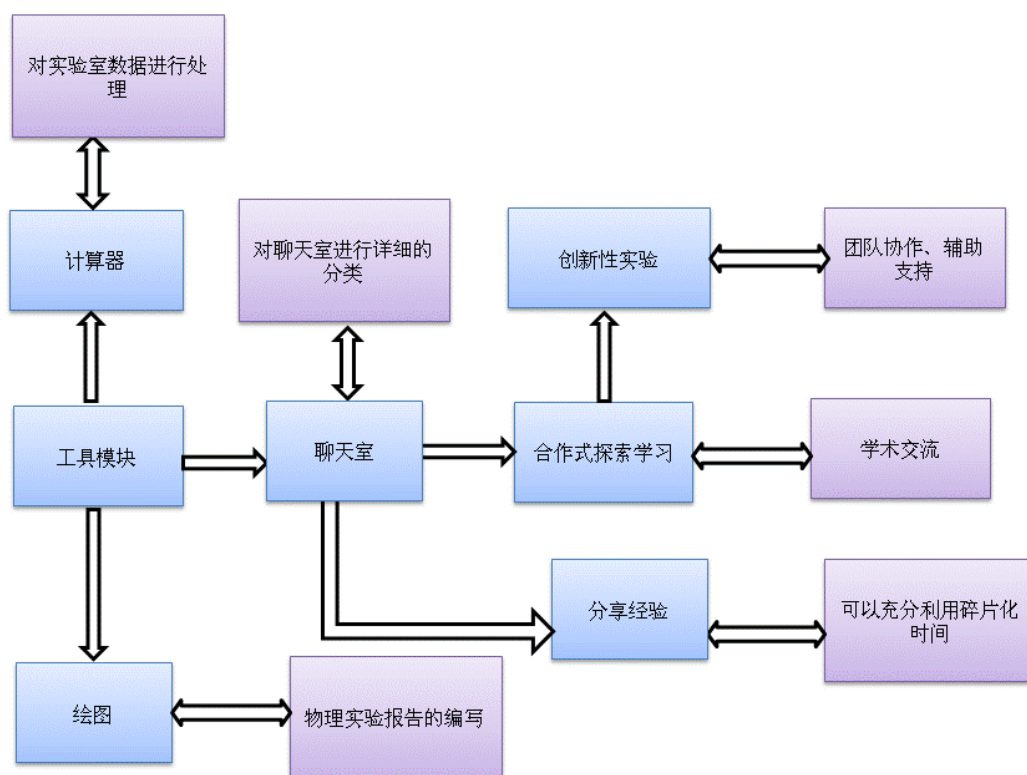 对实验室数据进行处
理
计算器
对聊天室进行详细的
分类
创新性实验
团队协作、辅助
支持
工具模块
聊天室
合作式探索学习
学术交流
分享经验
可以充分利用碎片化
时间
绘图
物理实验报告的编写